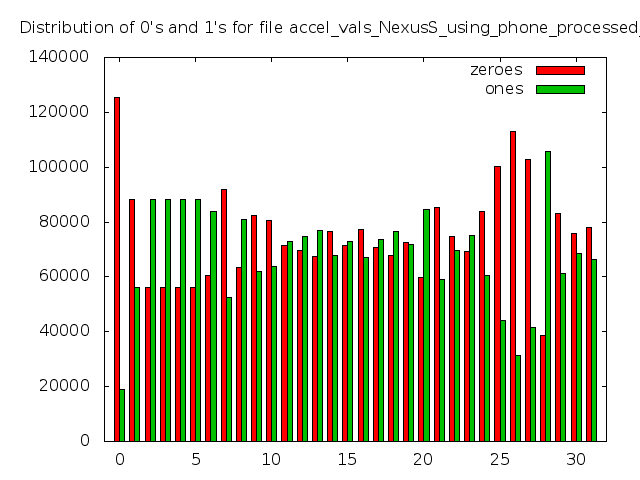 Distribution of 0's and 1's for file accel_vals_NexusS_using_phone_processed_
140000
120000
100000
80000
60000
40000
20000
0
zeroes
ones
0 5 10 15 20 25 30